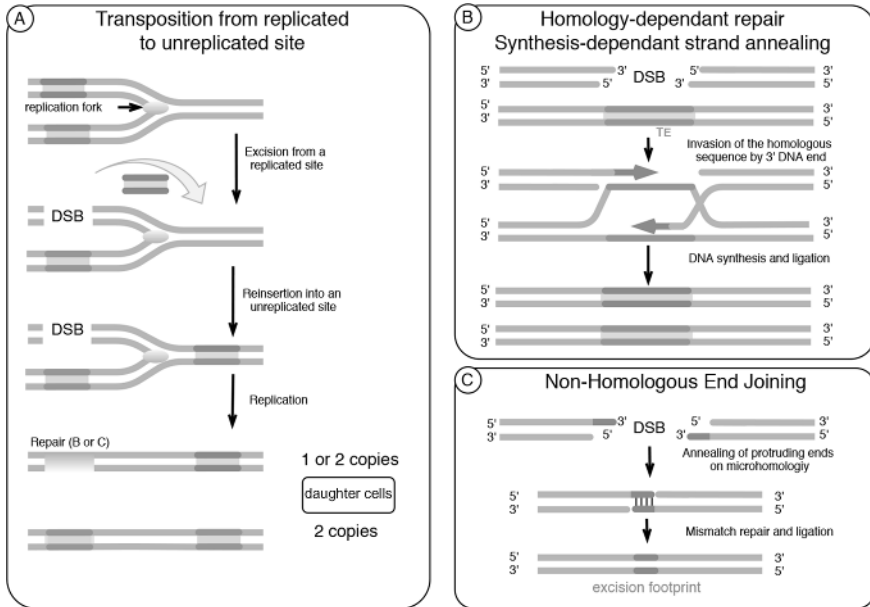 A
Transposition from replicated
to unreplicated site
replication fork
Excision from a
replicated site
DSB
Reinsertion into an
unreplicated site
DSB
Replication
Repair (B or C)
1 or 2 copies
daughter cells
2 copies
B
Homology-dependant repair
Synthesis-dependant strand annealing
5' 3' DSB 5' 3'
3' 5' 3' 5'
5' 3'
3' 5'
TE
Invasion of the homologous
sequence by 3' DNA end
5' 3'
3' 5'
5' 3'
3' 5'
DNA synthesis and ligation
5' 3'
3' 5'
5' 3'
3' 5'
C
Non-Homologous End Joining
5' 3' DSB 5' 3'
3' 5' 3' 5'
Annealing of protruding ends
on microhomologiy
5' 3'
3' 5'
Mismatch repair and ligation
5' 3'
3' 5'
excision footprint